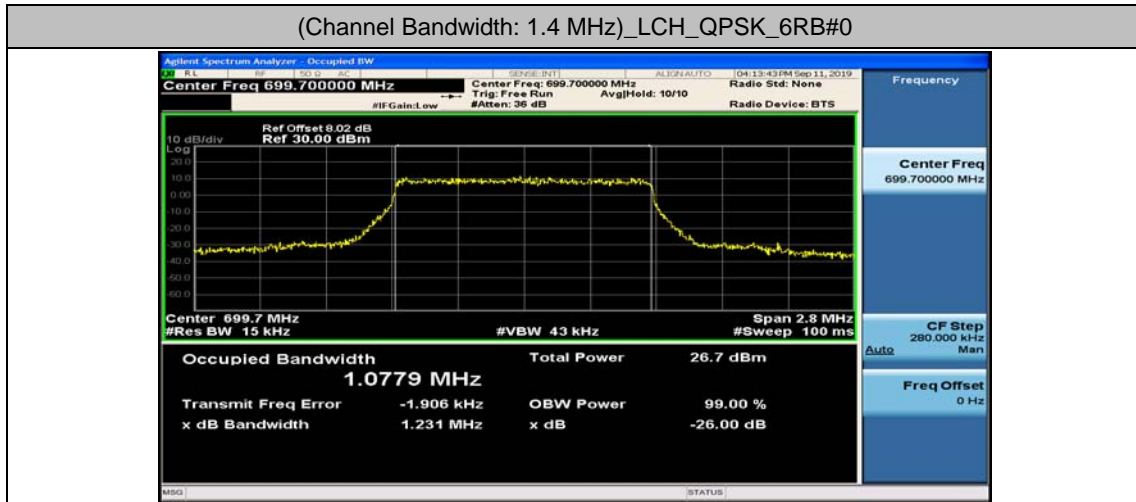 (Channel Bandwidth: 1.4 MHz)_LCH_QPSK_6RB#0
Agilent Spectrum Analyzer - Occupied BW
RL RF 50 Ω AC SENSE:INT ALIGN AUTO 04:13:43 PM Sep 11, 2019
Center Freq 699.700000 MHz
Center Freq: 699.700000 MHz
Radio Std: None
Trig: Free Run Avg|Hold: 10/10
#IFGain:Low #Atten: 36 dB Radio Device: BTS
Ref Offset 8.02 dB
10 dB/div Ref 30.00 dBm
Log
20.0
10.0
0.00
-10.0
-20.0
-30.0
-40.0
-50.0
-60.0
Center 699.7 MHz Span 2.8 MHz
#Res BW 15 kHz #VBW 43 kHz #Sweep 100 ms
Occupied Bandwidth Total Power 26.7 dBm
1.0779 MHz
Transmit Freq Error -1.906 kHz OBW Power 99.00 %
x dB Bandwidth 1.231 MHz x dB -26.00 dB
MSG STATUS
Frequency
Center Freq
699.700000 MHz
CF Step
280.000 kHz
Auto Man
Freq Offset
0 Hz